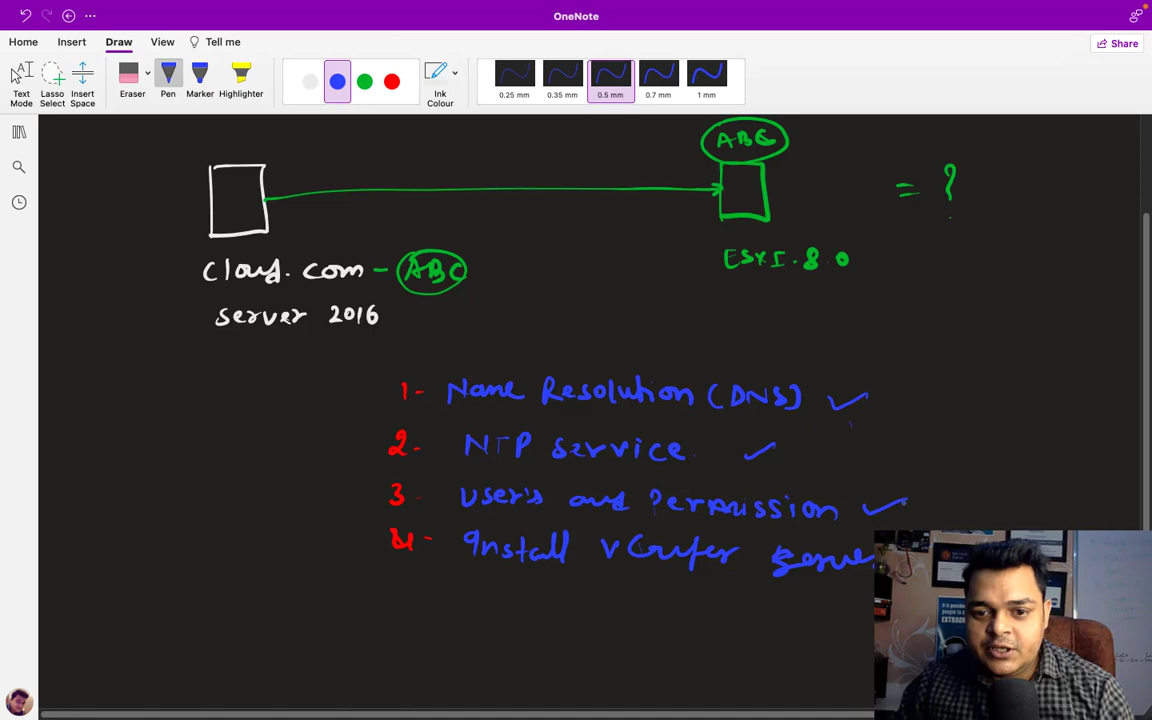 OneNote
Home Insert Draw View Tell me
Share
Text Mode
Lasso Select
Insert Space
Eraser
Pen
Marker
Highlighter
Ink Colour
0.25 mm
0.35 mm
0.5 mm
0.7 mm
1 mm
ABC
= ?
cloud.com - ABC
ESXI.8.0
server 2016
1- Name Resolution (DNS)
2- NTP service.
3- User's and Permission
4- Install vCenter